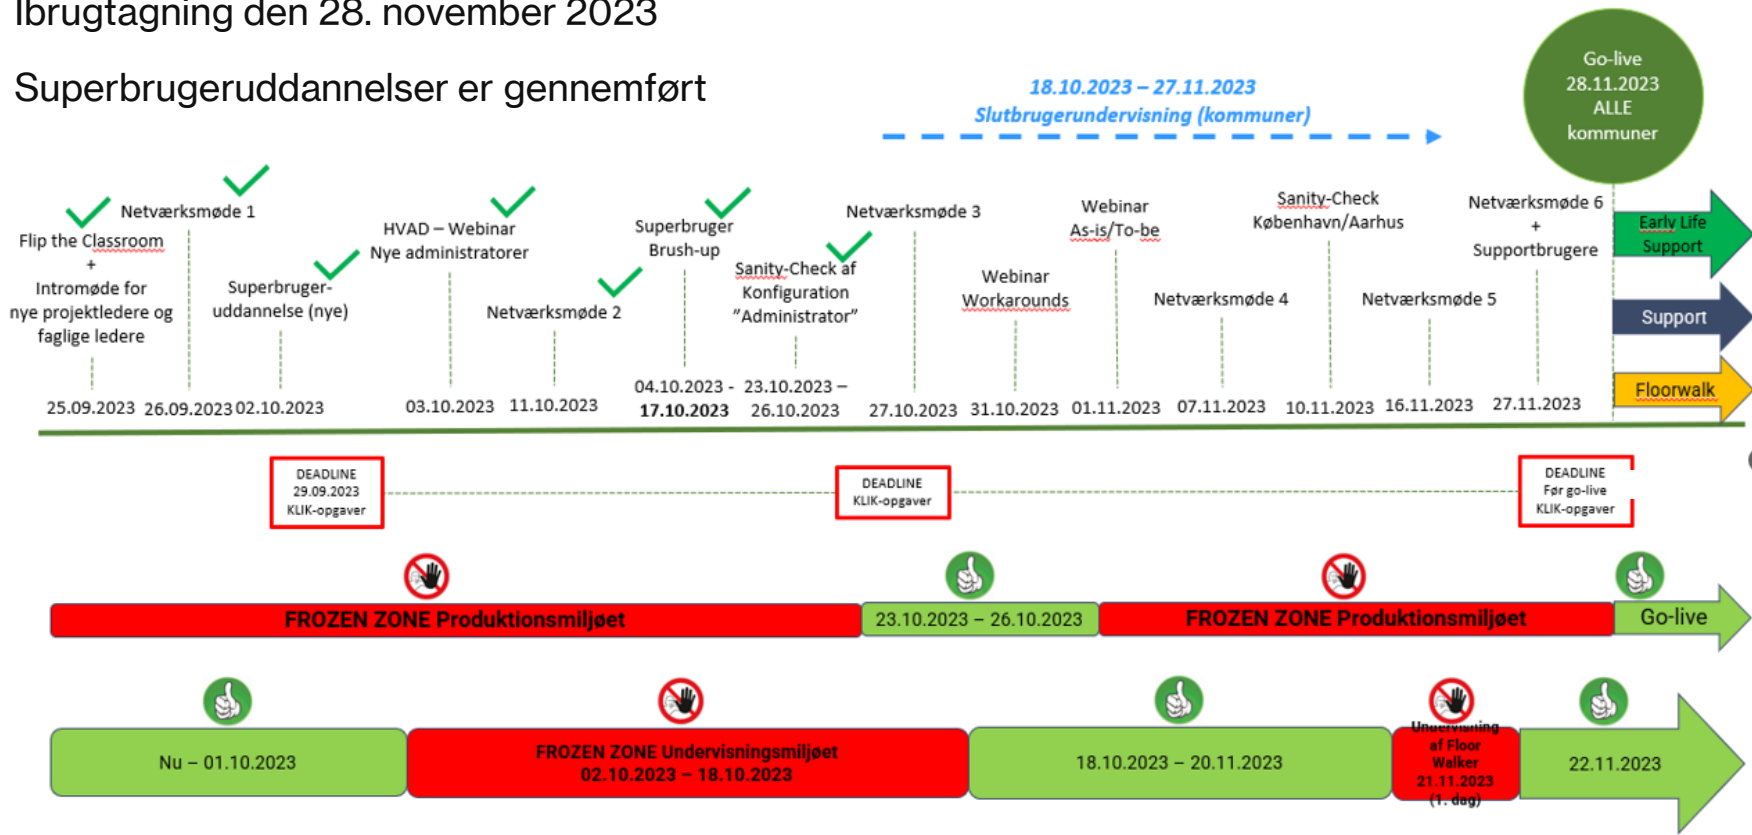 Ibrugtagning den 28. november 2023
Superbrugeruddannelser er gennemført
18.10.2023 – 27.11.2023
Slutbrugerundervisning (kommuner)
Go-live
28.11.2023
ALLE
kommuner
Flip the Classroom
+
Intromøde for
nye projektledere og
faglige ledere
25.09.2023
Netværksmøde 1
26.09.2023
Superbruger-
uddannelse (nye)
02.10.2023
HVAD – Webinar
Nye administratorer
03.10.2023
Netværksmøde 2
11.10.2023
Superbruger
Brush-up
04.10.2023 -
17.10.2023
Sanity-Check af
Konfiguration
”Administrator”
23.10.2023 –
26.10.2023
Netværksmøde 3
27.10.2023
Webinar
Workarounds
31.10.2023
Webinar
As-is/To-be
01.11.2023
Netværksmøde 4
07.11.2023
Sanity-Check
København/Aarhus
10.11.2023
Netværksmøde 5
16.11.2023
Netværksmøde 6
+
Supportbrugere
27.11.2023
Early Life
Support
Support
Floorwalk
DEADLINE
29.09.2023
KLIK-opgaver
DEADLINE
KLIK-opgaver
DEADLINE
Før go-live
KLIK-opgaver
FROZEN ZONE Produktionsmiljøet
23.10.2023 – 26.10.2023
FROZEN ZONE Produktionsmiljøet
Go-live
Nu – 01.10.2023
FROZEN ZONE Undervisningsmiljøet
02.10.2023 – 18.10.2023
18.10.2023 – 20.11.2023
Undervisning
af Floor
Walker
21.11.2023
(1. dag)
22.11.2023